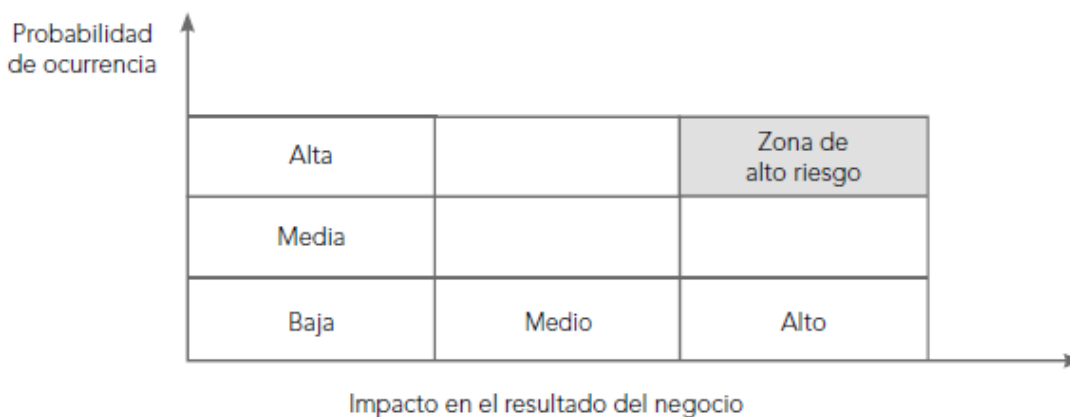 Probabilidad
de ocurrencia
Alta
Zona de
alto riesgo
Media
Baja
Medio
Alto
Impacto en el resultado del negocio